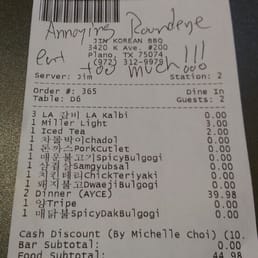 Annoying Roundeye
JIN KOREAN BBQ
3420 K Ave. #200
Plano, TX 75074
(972) 312-9979
eat too much!!!
Server: Jim Station: 2
Order #: 365 Dine In
Table: D6 Guests: 2
3 LA 갈비 LA Kalbi 0.00
1 Miller Light 3.00
1 Iced Tea 2.00
1 차돌박이chadol 0.00
1 돈까스PorkCutlet 0.00
1 매운불고기SpicyBulgogi 0.00
1 삼겹살Samgyubsal 0.00
1 치킨테리ChickTeriyaki 0.00
1 돼지불고DwaejiBulgogi 0.00
2 Dinner (AYCE) 39.98
1 양Tripe 0.00
1 매닭불SpicyDakBulgogi 0.00
Cash Discount (By Michelle Choi) (10.
Bar Subtotal: 0.00
Food Subtotal: 44.98